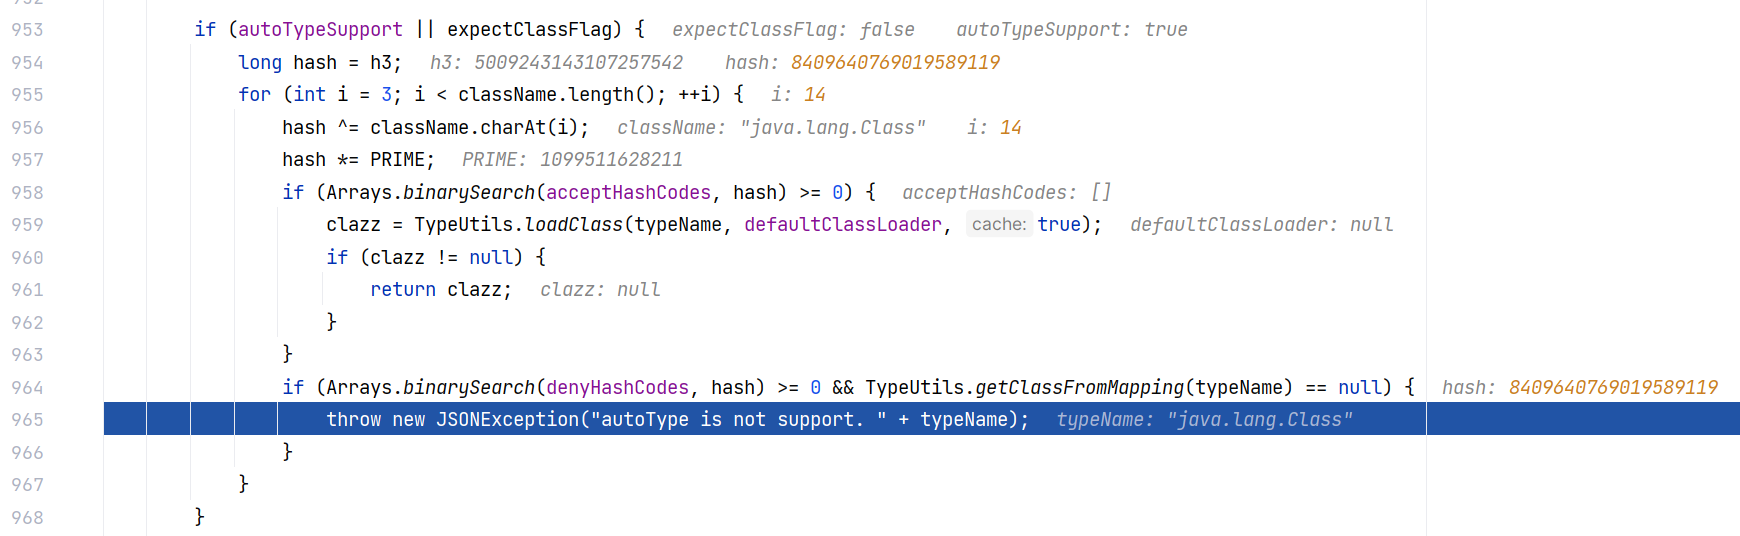 953 if (autoTypeSupport || expectClassFlag) { expectClassFlag: false autoTypeSupport: true
954 long hash = h3; h3: 5009243143107257542 hash: 8409640769019589119
955 for (int i = 3; i < className.length(); ++i) { i: 14
956 hash ^= className.charAt(i); className: "java.lang.Class" i: 14
957 hash *= PRIME; PRIME: 1099511628211
958 if (Arrays.binarySearch(acceptHashCodes, hash) >= 0) { acceptHashCodes: []
959 clazz = TypeUtils.loadClass(typeName, defaultClassLoader, cache: true); defaultClassLoader: null
960 if (clazz != null) {
961 return clazz; clazz: null
962 }
963 }
964 if (Arrays.binarySearch(denyHashCodes, hash) >= 0 && TypeUtils.getClassFromMapping(typeName) == null) { hash: 8409640769019589119
965 throw new JSONException("autoType is not support. " + typeName); typeName: "java.lang.Class"
966 }
967 }
968 }